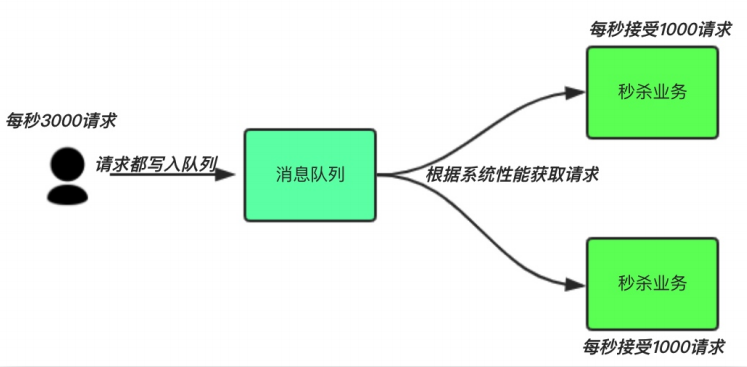 每秒接受1000请求
秒杀业务
每秒3000请求
请求都写入队列
消息队列
根据系统性能获取请求
秒杀业务
每秒接受1000请求